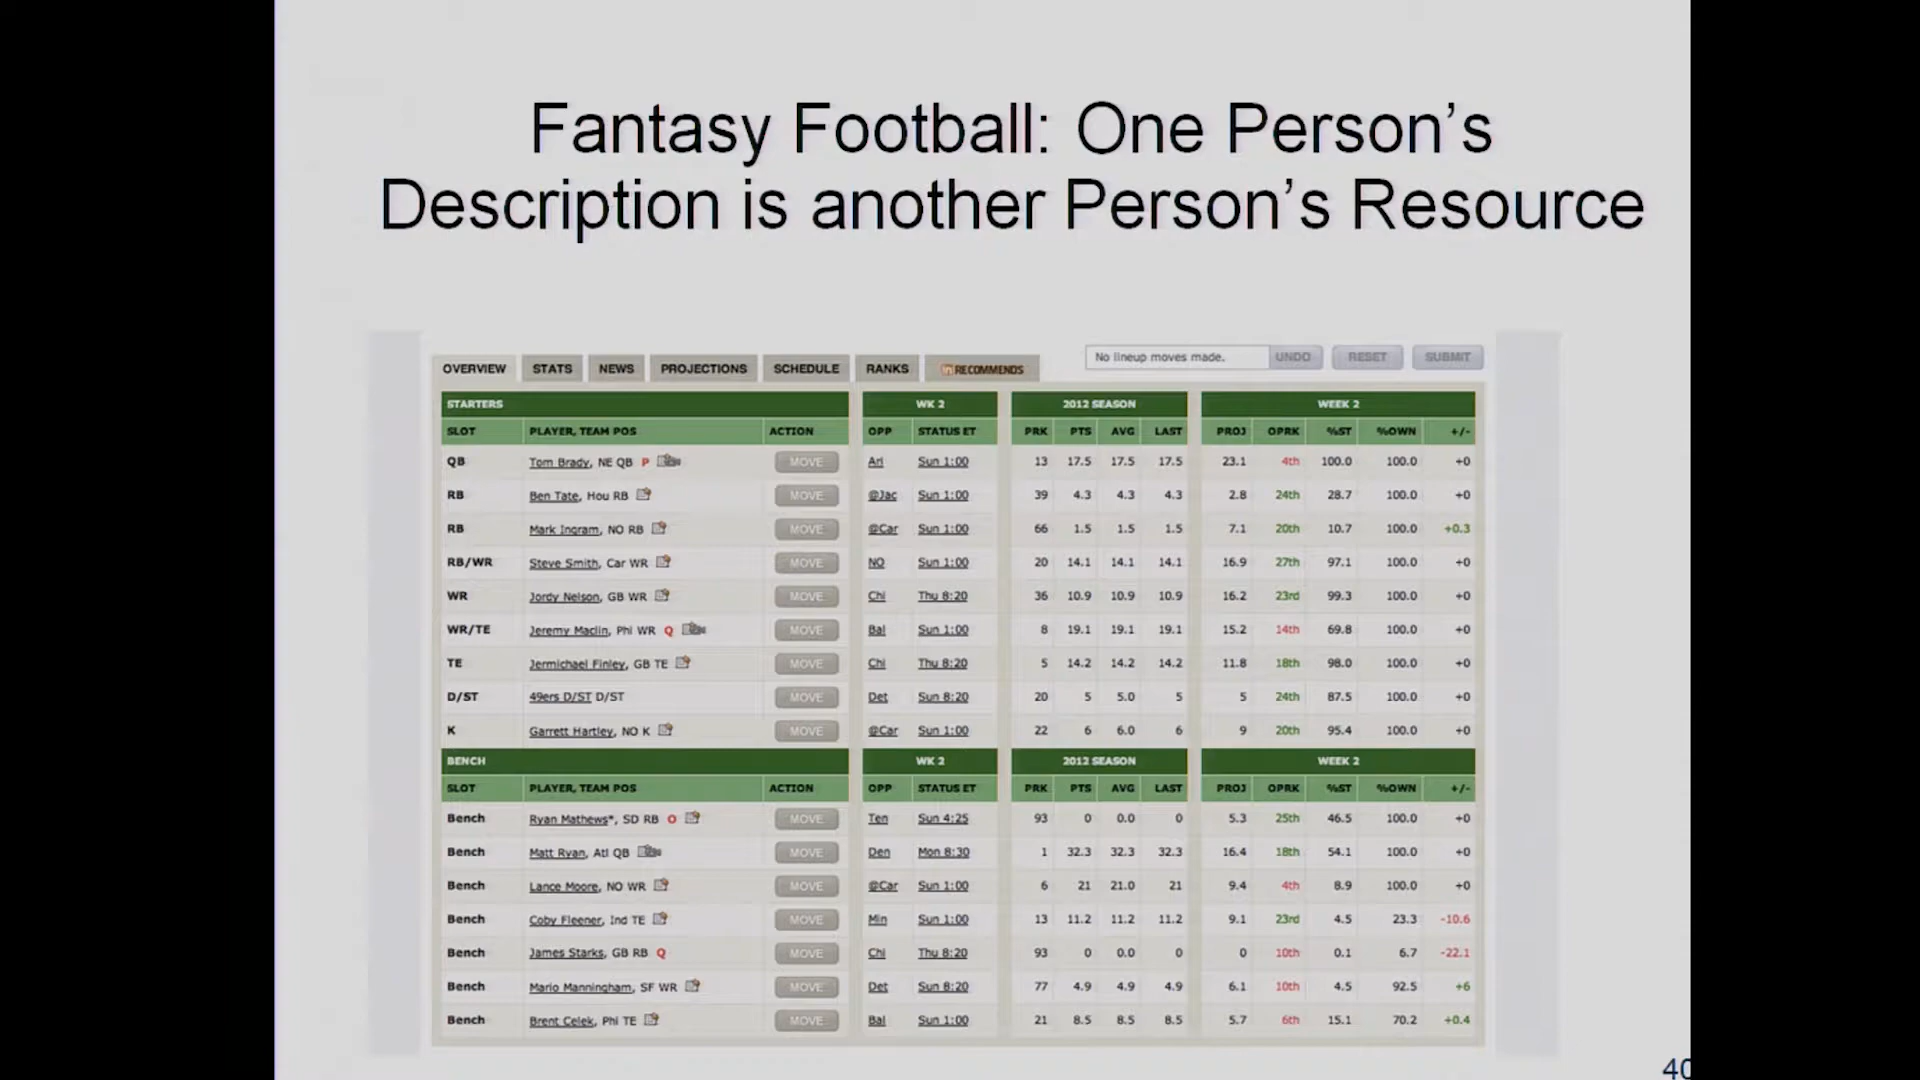 Fantasy Football: One Person's
Description is another Person's Resource
OVERVIEW STATS NEWS PROJECTIONS SCHEDULE RANKS RECOMMENDS No lineup moves made. UNDO RESET SUBMIT
STARTERS WK 2 2012 SEASON WEEK 2
SLOT PLAYER, TEAM POS ACTION OPP STATUS ET PRK PTS AVG LAST PROJ OPRK %ST %OWN +/-
QB Tom Brady, NE QB P MOVE Ari Sun 1:00 13 17.5 17.5 17.5 23.1 4th 100.0 100.0 +0
RB Ben Tate, Hou RB MOVE @Jac Sun 1:00 39 4.3 4.3 4.3 2.8 24th 28.7 100.0 +0
RB Mark Ingram, NO RB MOVE @Car Sun 1:00 66 1.5 1.5 1.5 7.1 20th 10.7 100.0 +0.3
RB/WR Steve Smith, Car WR MOVE NO Sun 1:00 20 14.1 14.1 14.1 16.9 27th 97.1 100.0 +0
WR Jordy Nelson, GB WR MOVE Chi Thu 8:20 36 10.9 10.9 10.9 16.2 23rd 99.3 100.0 +0
WR/TE Jeremy Maclin, Phi WR Q MOVE Bal Sun 1:00 8 19.1 19.1 19.1 15.2 14th 69.8 100.0 +0
TE Jermichael Finley, GB TE MOVE Chi Thu 8:20 5 14.2 14.2 14.2 11.8 18th 98.0 100.0 +0
D/ST 49ers D/ST D/ST MOVE Det Sun 8:20 20 5 5.0 5 5 24th 87.5 100.0 +0
K Garrett Hartley, NO K MOVE @Car Sun 1:00 22 6 6.0 6 9 20th 95.4 100.0 +0
BENCH WK 2 2012 SEASON WEEK 2
SLOT PLAYER, TEAM POS ACTION OPP STATUS ET PRK PTS AVG LAST PROJ OPRK %ST %OWN +/-
Bench Ryan Mathews*, SD RB O MOVE Ten Sun 4:25 93 0 0.0 0 5.3 25th 46.5 100.0 +0
Bench Matt Ryan, Atl QB MOVE Den Mon 8:30 1 32.3 32.3 32.3 16.4 18th 54.1 100.0 +0
Bench Lance Moore, NO WR MOVE @Car Sun 1:00 6 21 21.0 21 9.4 4th 8.9 100.0 +0
Bench Coby Fleener, Ind TE MOVE Min Sun 1:00 13 11.2 11.2 11.2 9.1 23rd 4.5 23.3 -10.6
Bench James Starks, GB RB Q MOVE Chi Thu 8:20 93 0 0.0 0 0 10th 0.1 6.7 -22.1
Bench Mario Manningham, SF WR MOVE Det Sun 8:20 77 4.9 4.9 4.9 6.1 10th 4.5 92.5 +6
Bench Brent Celek, Phi TE MOVE Bal Sun 1:00 21 8.5 8.5 8.5 5.7 6th 15.1 70.2 +0.4
40